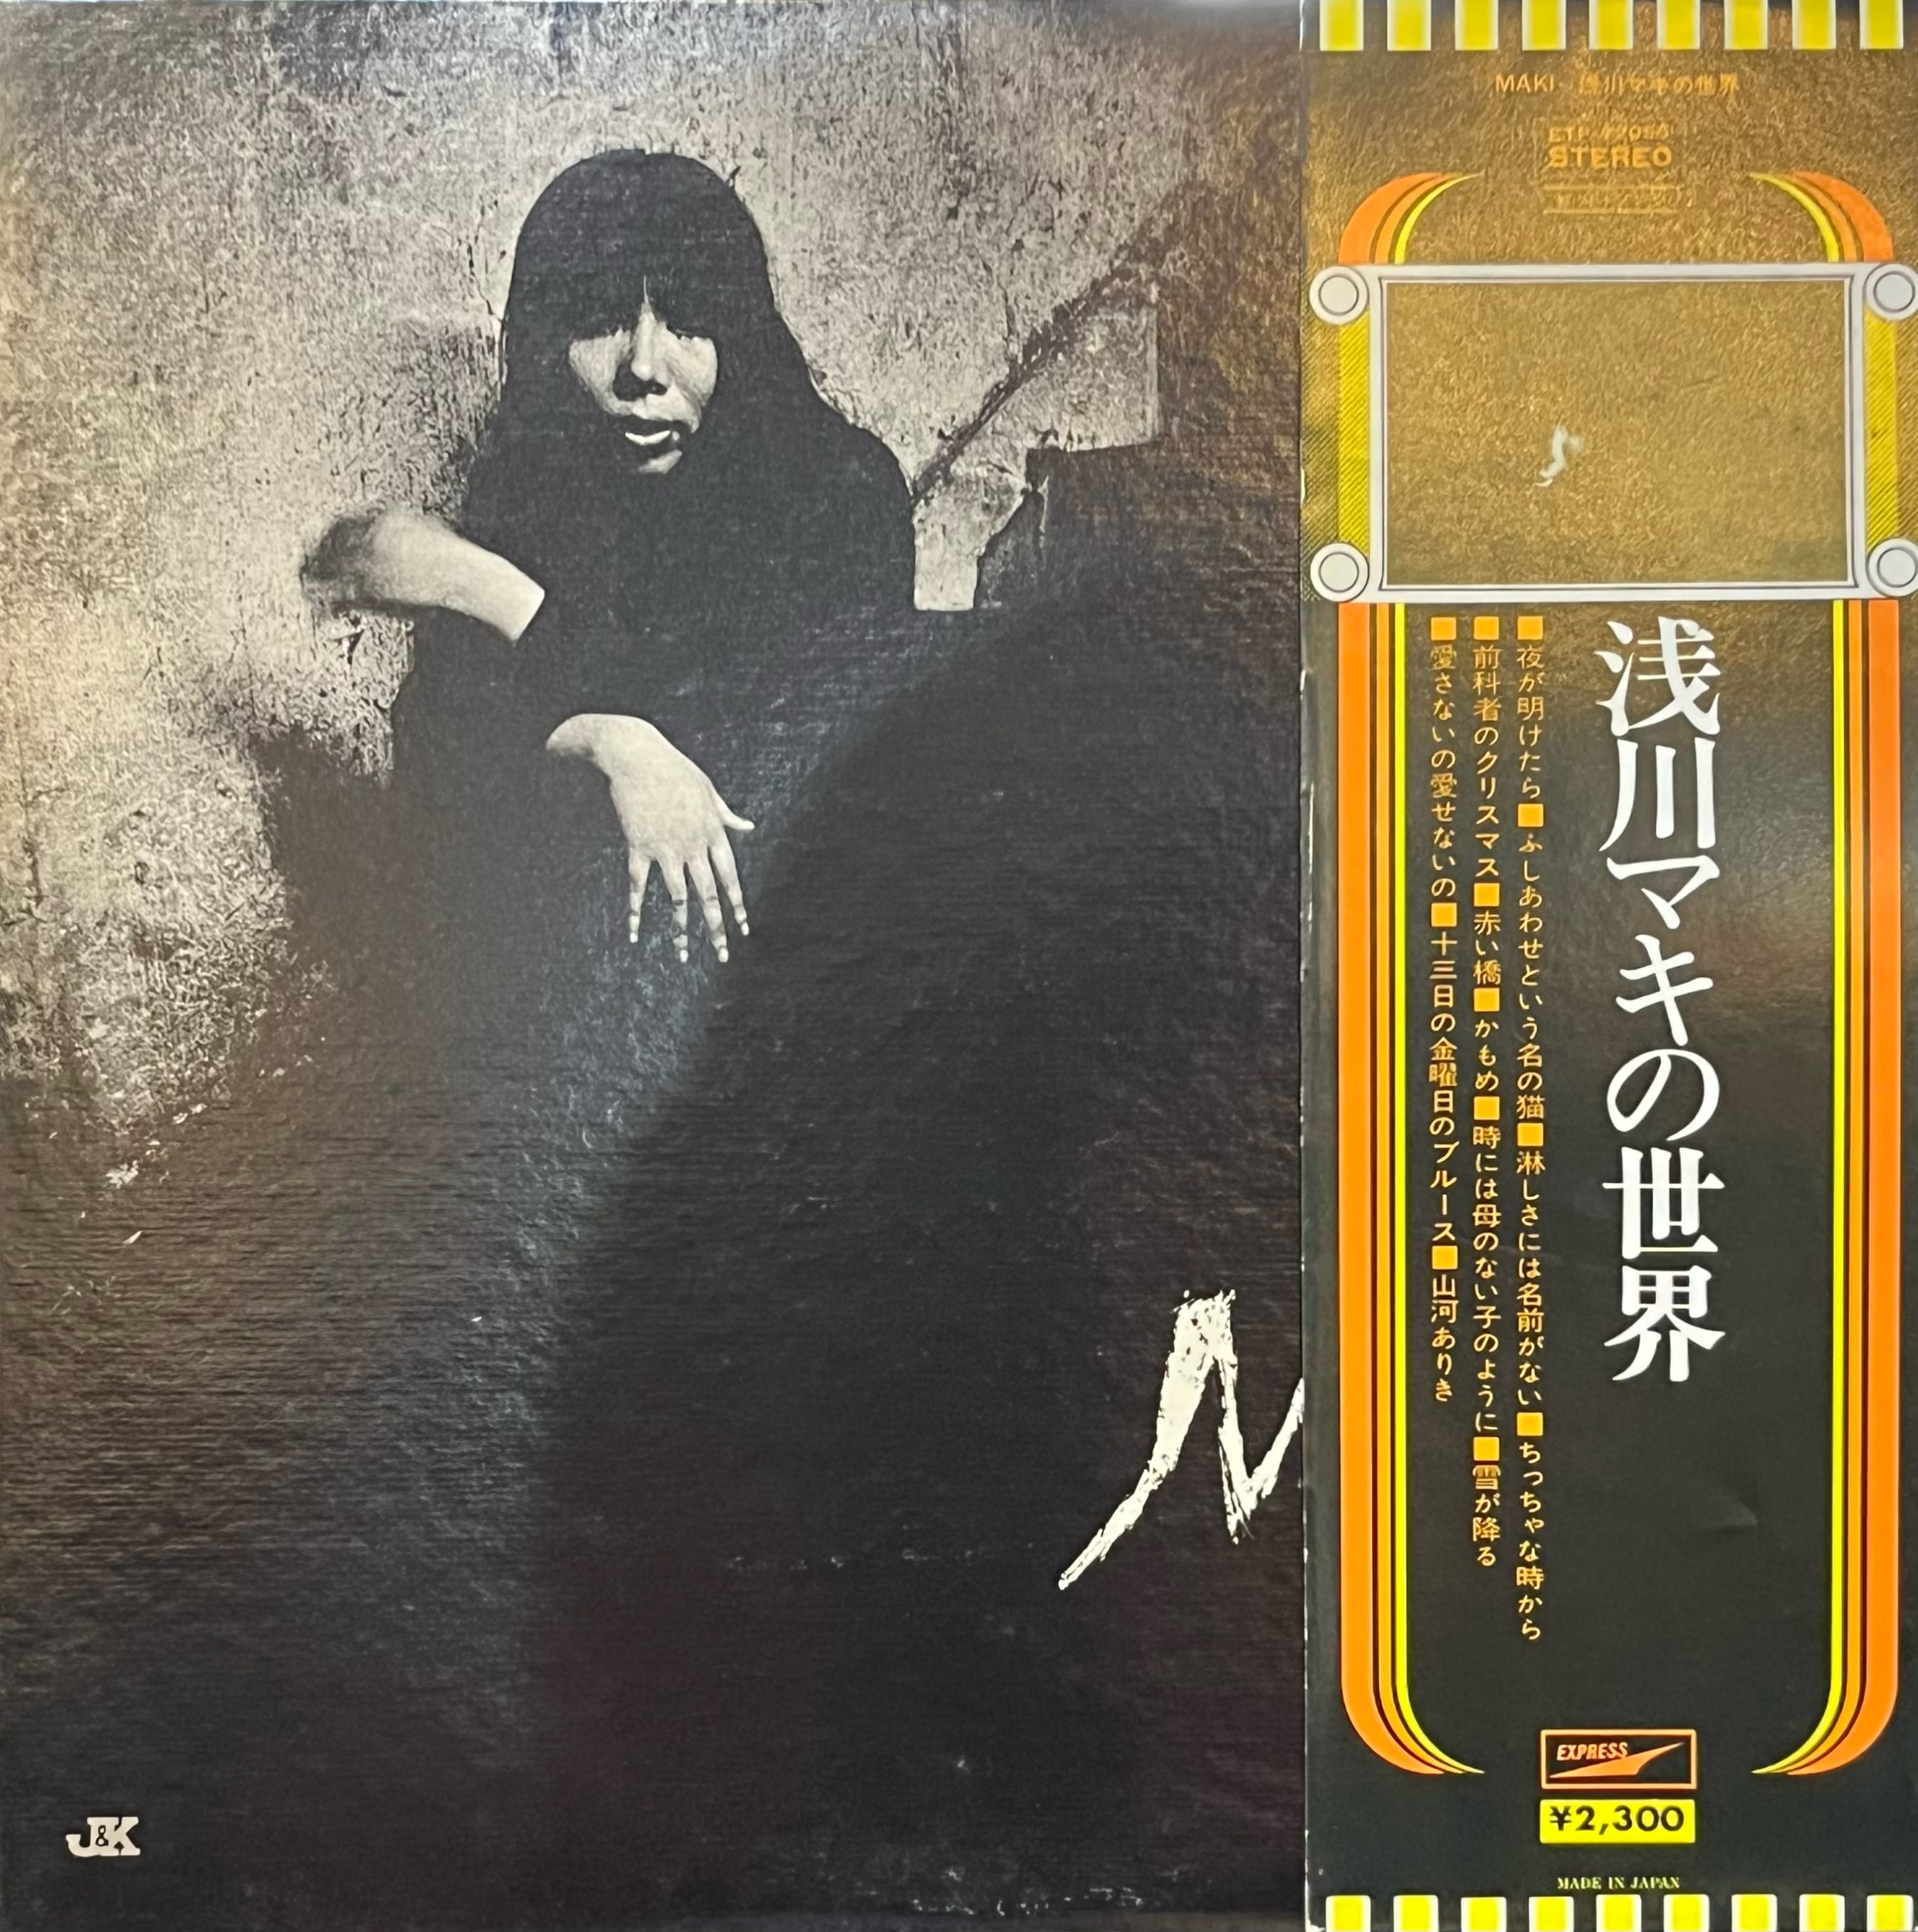 MAKI 浅川マキの世界
STEREO
浅川マキの世界
■夜が明けたら■ふしあわせという名の猫■淋しさには名前がない■ちっちゃな時から
■前科者のクリスマス■赤い橋■かもめ■時には母のない子のように■雪が降る
■愛さないの愛せないの■十三日の金曜日のブルース■山河ありき
M
J&K
EXPRESS
¥2,300
MADE IN JAPAN